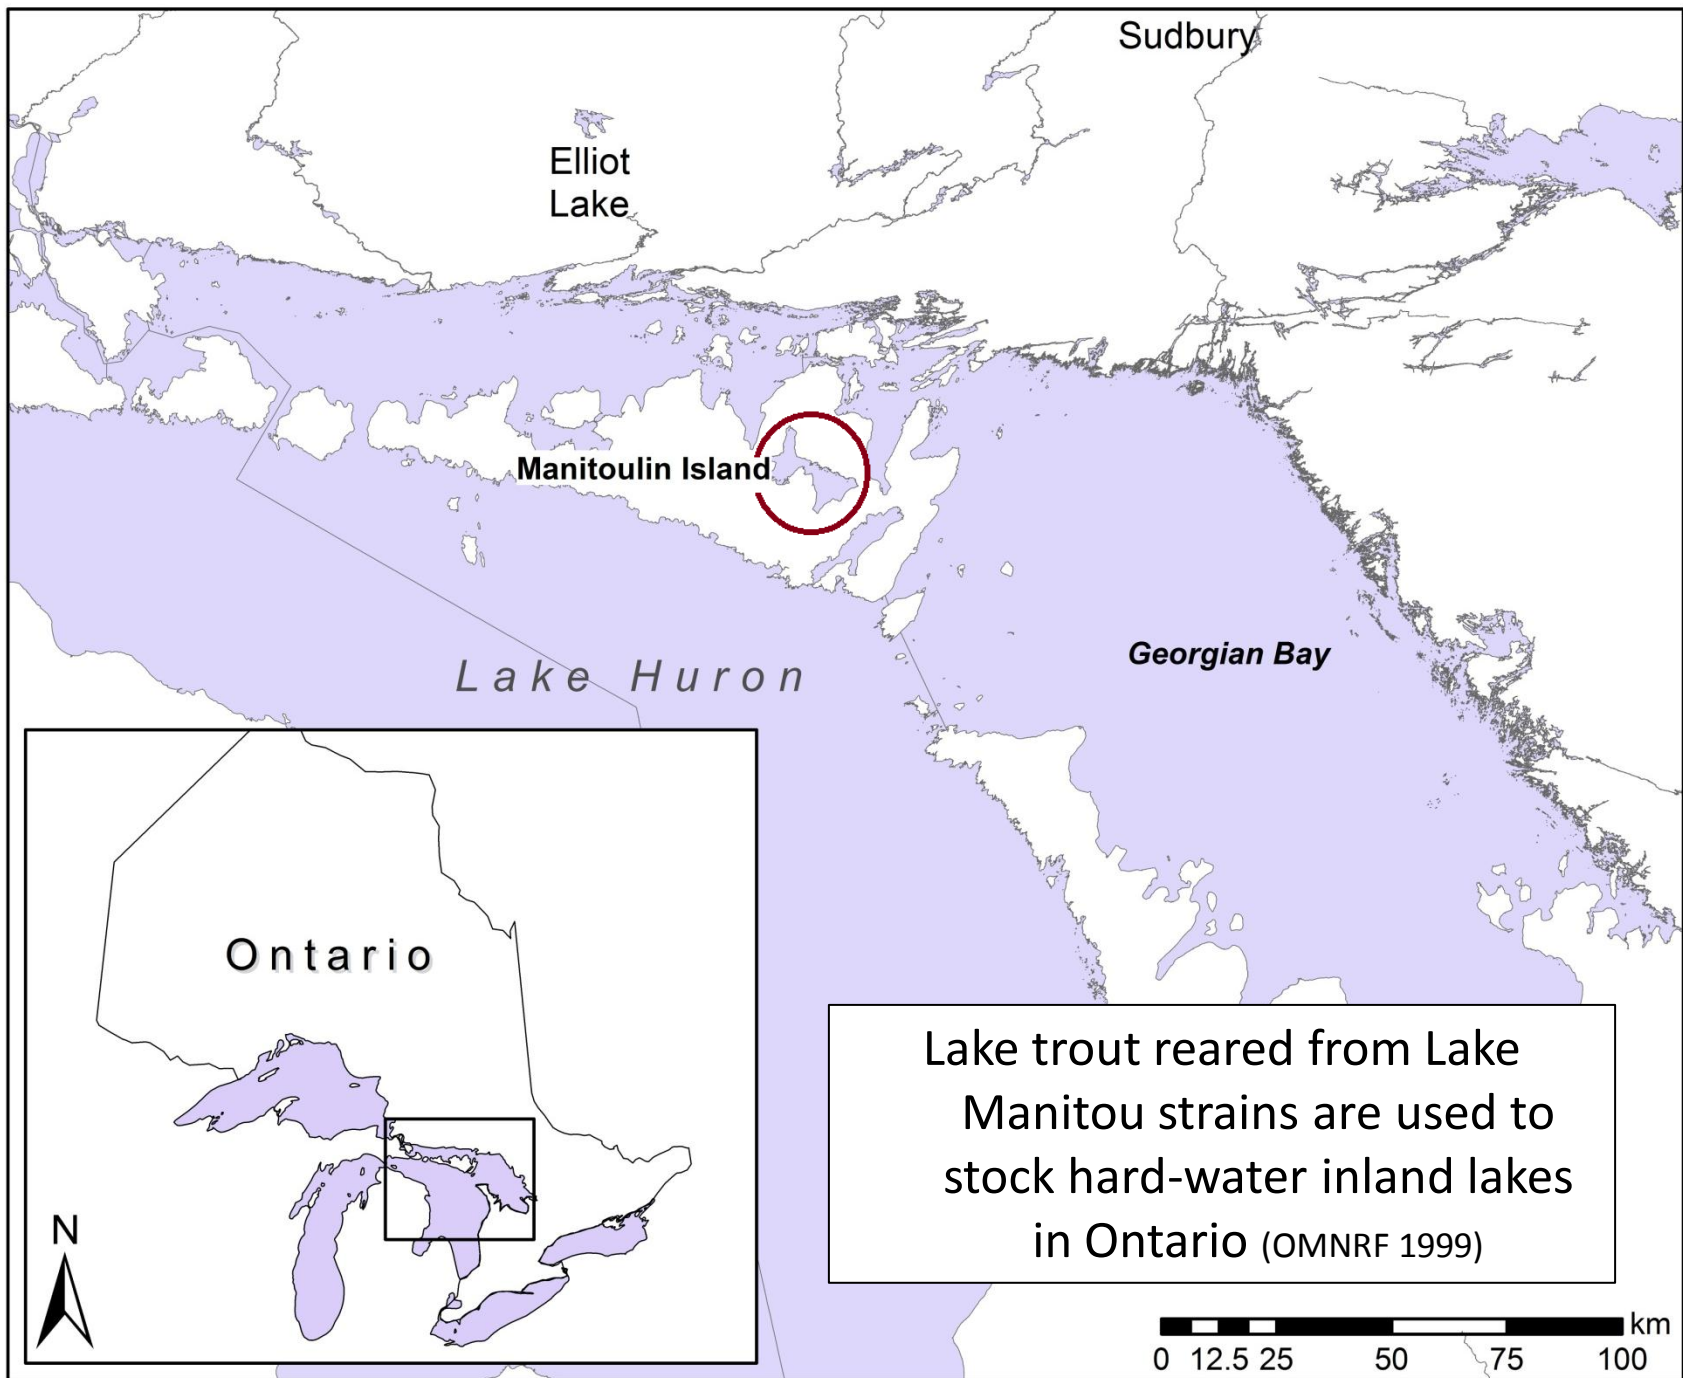 Sudbury
Elliot
Lake
Manitoulin Island
Georgian Bay
Lake Huron
Ontario
N
Lake trout reared from Lake
Manitou strains are used to
stock hard-water inland lakes
in Ontario (OMNRF 1999)
km
0 12.5 25 50 75 100